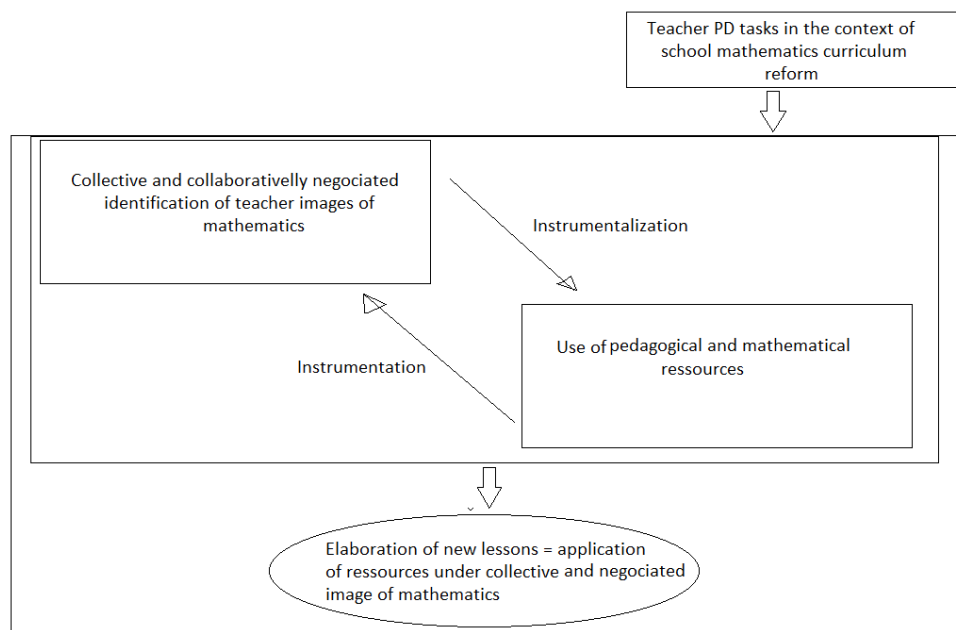 Teacher PD tasks in the context of
school mathematics curriculum
reform
Collective and collaborativelly negociated
identification of teacher images of
mathematics
Instrumentalization
Use of pedagogical and mathematical
ressources
Instrumentation
Elaboration of new lessons = application
of ressources under collective and negociated
image of mathematics